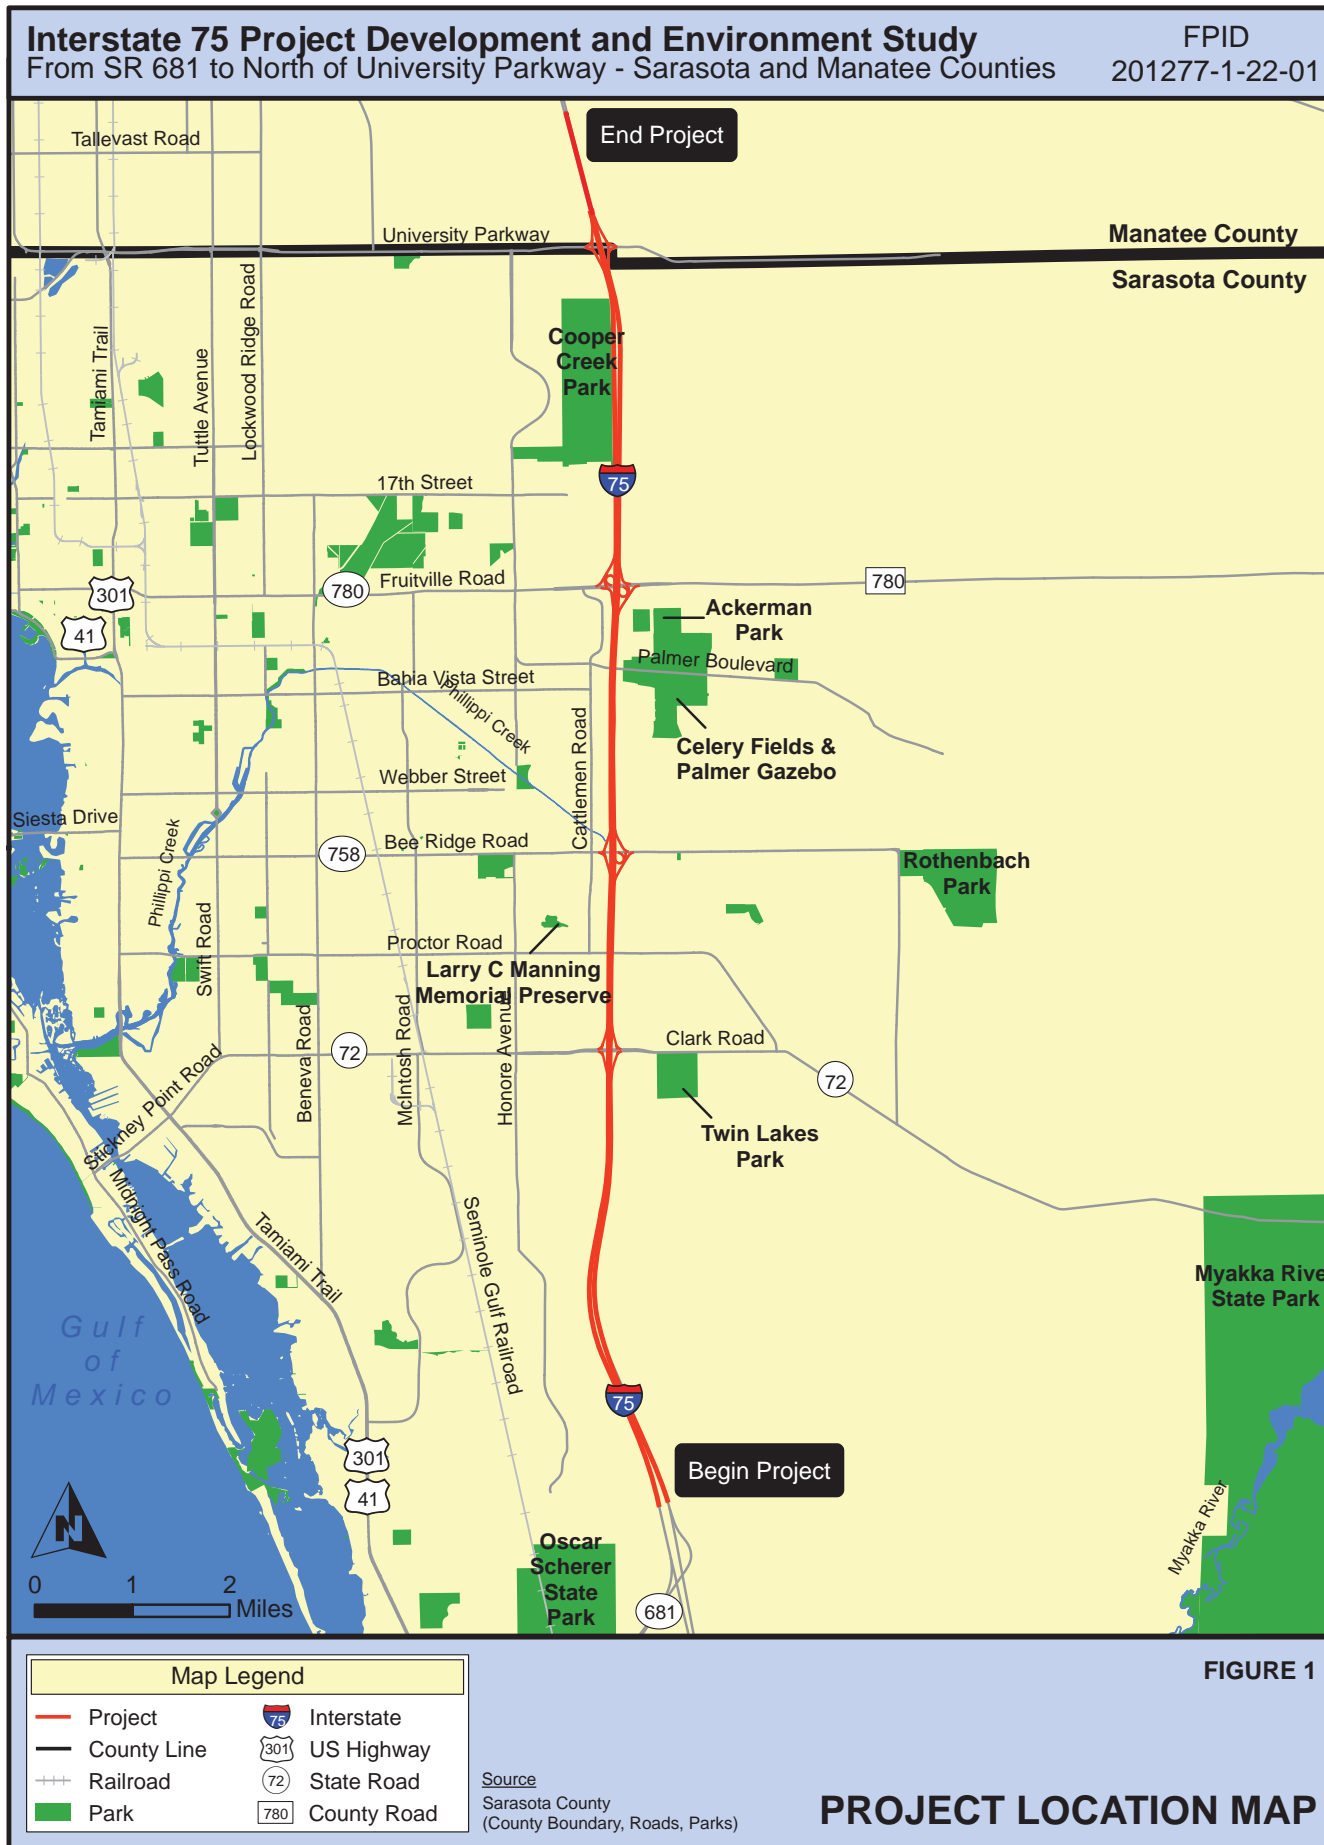 Interstate 75 Project Development and Environment Study
From SR 681 to North of University Parkway - Sarasota and Manatee Counties
FPID
201277-1-22-01
End Project
Tallevast Road
University Parkway
Manatee County
Sarasota County
Tamiami Trail
Tuttle Avenue
Lockwood Ridge Road
Cooper
Creek
Park
75
17th Street
301
41
780
Fruitville Road
780
Ackerman
Park
Palmer Boulevard
Bahia Vista Street
Phillippi Creek
Celery Fields &
Palmer Gazebo
Webber Street
Cattlemen Road
Siesta Drive
Phillippi Creek
758
Bee Ridge Road
Rothenbach
Park
Swift Road
Proctor Road
Larry C Manning
Memorial Preserve
Beneva Road
McIntosh Road
Honore Avenue
72
Clark Road
72
Stickney Point Road
Twin Lakes
Park
Midnight Pass Road
Tamiami Trail
Seminole Gulf Railroad
Myakka Rive
State Park
Gulf
of
Mexico
75
301
41
Begin Project
Myakka River
N
Oscar
Scherer
State
Park
681
0 1 2
Miles
Map Legend
Project
County Line
Railroad
Park
75 Interstate
301 US Highway
72 State Road
780 County Road
Source
Sarasota County
(County Boundary, Roads, Parks)
FIGURE 1
PROJECT LOCATION MAP